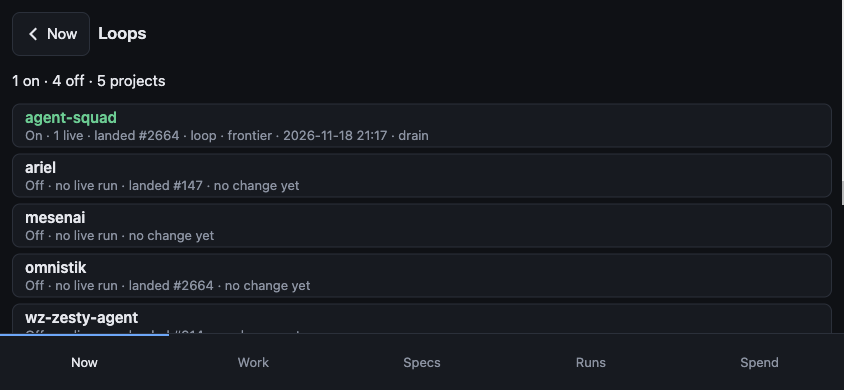 Now Loops
1 on · 4 off · 5 projects
agent-squad
On · 1 live · landed #2664 · loop · frontier · 2026-11-18 21:17 · drain
ariel
Off · no live run · landed #147 · no change yet
mesenai
Off · no live run · no change yet
omnistik
Off · no live run · landed #2664 · no change yet
wz-zesty-agent
Now Work Specs Runs Spend